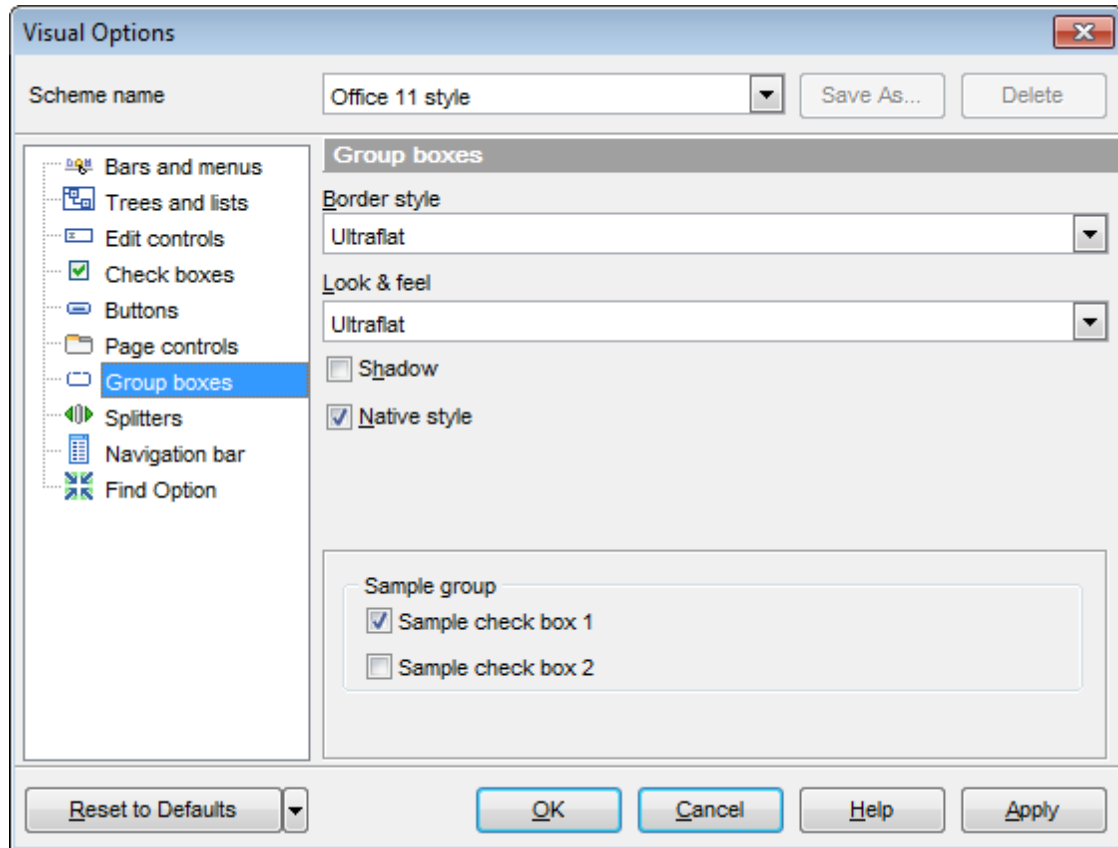 Visual Options
Scheme name
Office 11 style
Save As...
Delete
Bars and menus
Trees and lists
Edit controls
Check boxes
Buttons
Page controls
Group boxes
Splitters
Navigation bar
Find Option
Group boxes
Border style
Ultraflat
Look & feel
Ultraflat
Shadow
Native style
Sample group
Sample check box 1
Sample check box 2
Reset to Defaults
OK
Cancel
Help
Apply